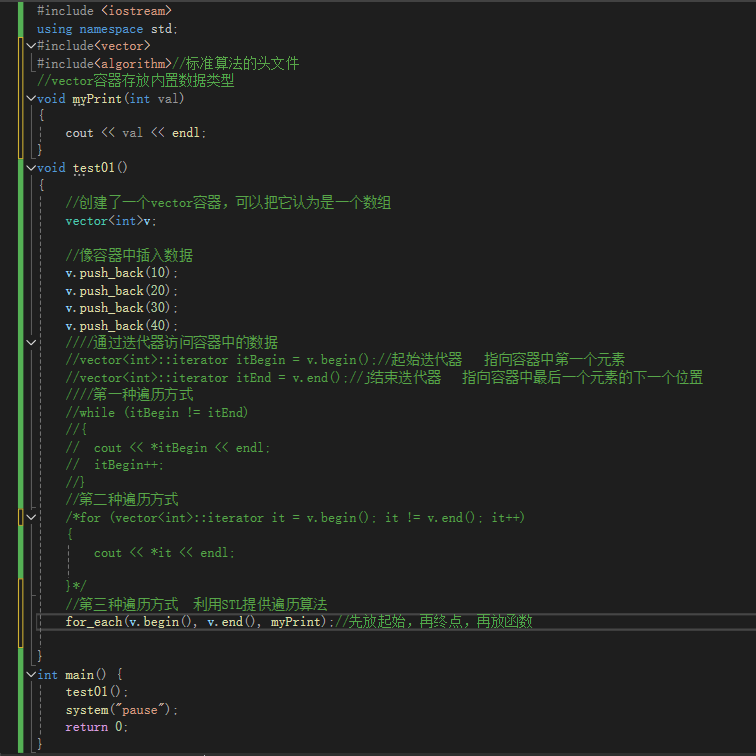 #include <iostream>
using namespace std;
#include<vector>
#include<algorithm>//标准算法的头文件
//vector容器存放内置数据类型
void myPrint(int val)
{
cout << val << endl;
}
void test01()
{
//创建了一个vector容器，可以把它认为是一个数组
vector<int>v;
//像容器中插入数据
v.push_back(10);
v.push_back(20);
v.push_back(30);
v.push_back(40);
////通过迭代器访问容器中的数据
//vector<int>::iterator itBegin = v.begin();//起始迭代器   指向容器中第一个元素
//vector<int>::iterator itEnd = v.end();//j结束迭代器   指向容器中最后一个元素的下一个位置
////第一种遍历方式
//while (itBegin != itEnd)
//{
//  cout << *itBegin << endl;
//  itBegin++;
//}
//第二种遍历方式
/*for (vector<int>::iterator it = v.begin(); it != v.end(); it++)
{
cout << *it << endl;
}*/
//第三种遍历方式  利用STL提供遍历算法
for_each(v.begin(), v.end(), myPrint);//先放起始，再终点，再放函数
}
int main() {
test01();
system("pause");
return 0;
}